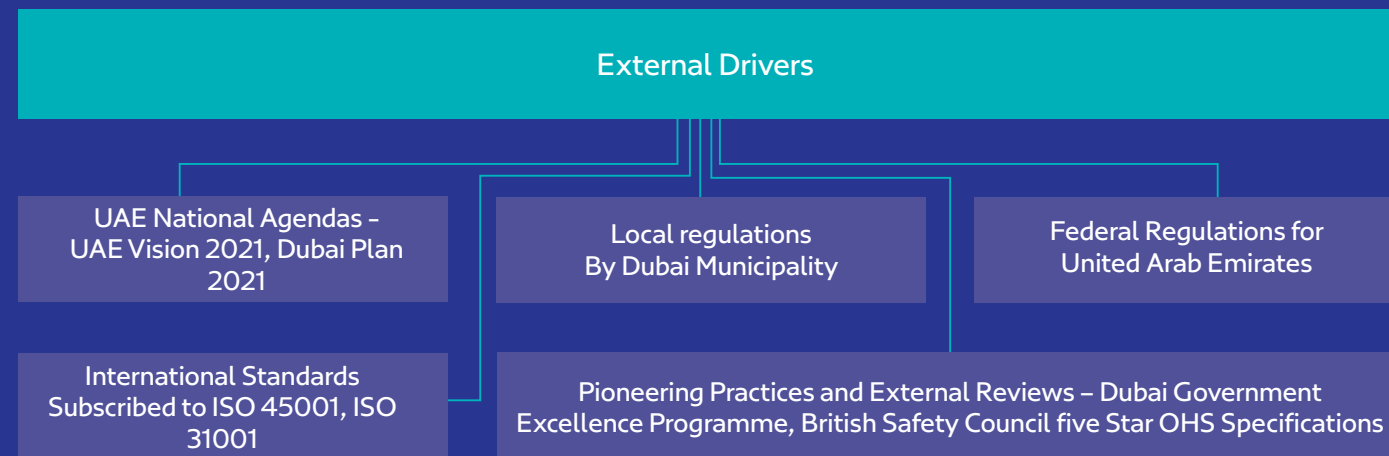 External Drivers
UAE National Agendas –
UAE Vision 2021, Dubai Plan
2021
Local regulations
By Dubai Municipality
Federal Regulations for
United Arab Emirates
International Standards
Subscribed to ISO 45001, ISO
31001
Pioneering Practices and External Reviews – Dubai Government
Excellence Programme, British Safety Council five Star OHS Specifications